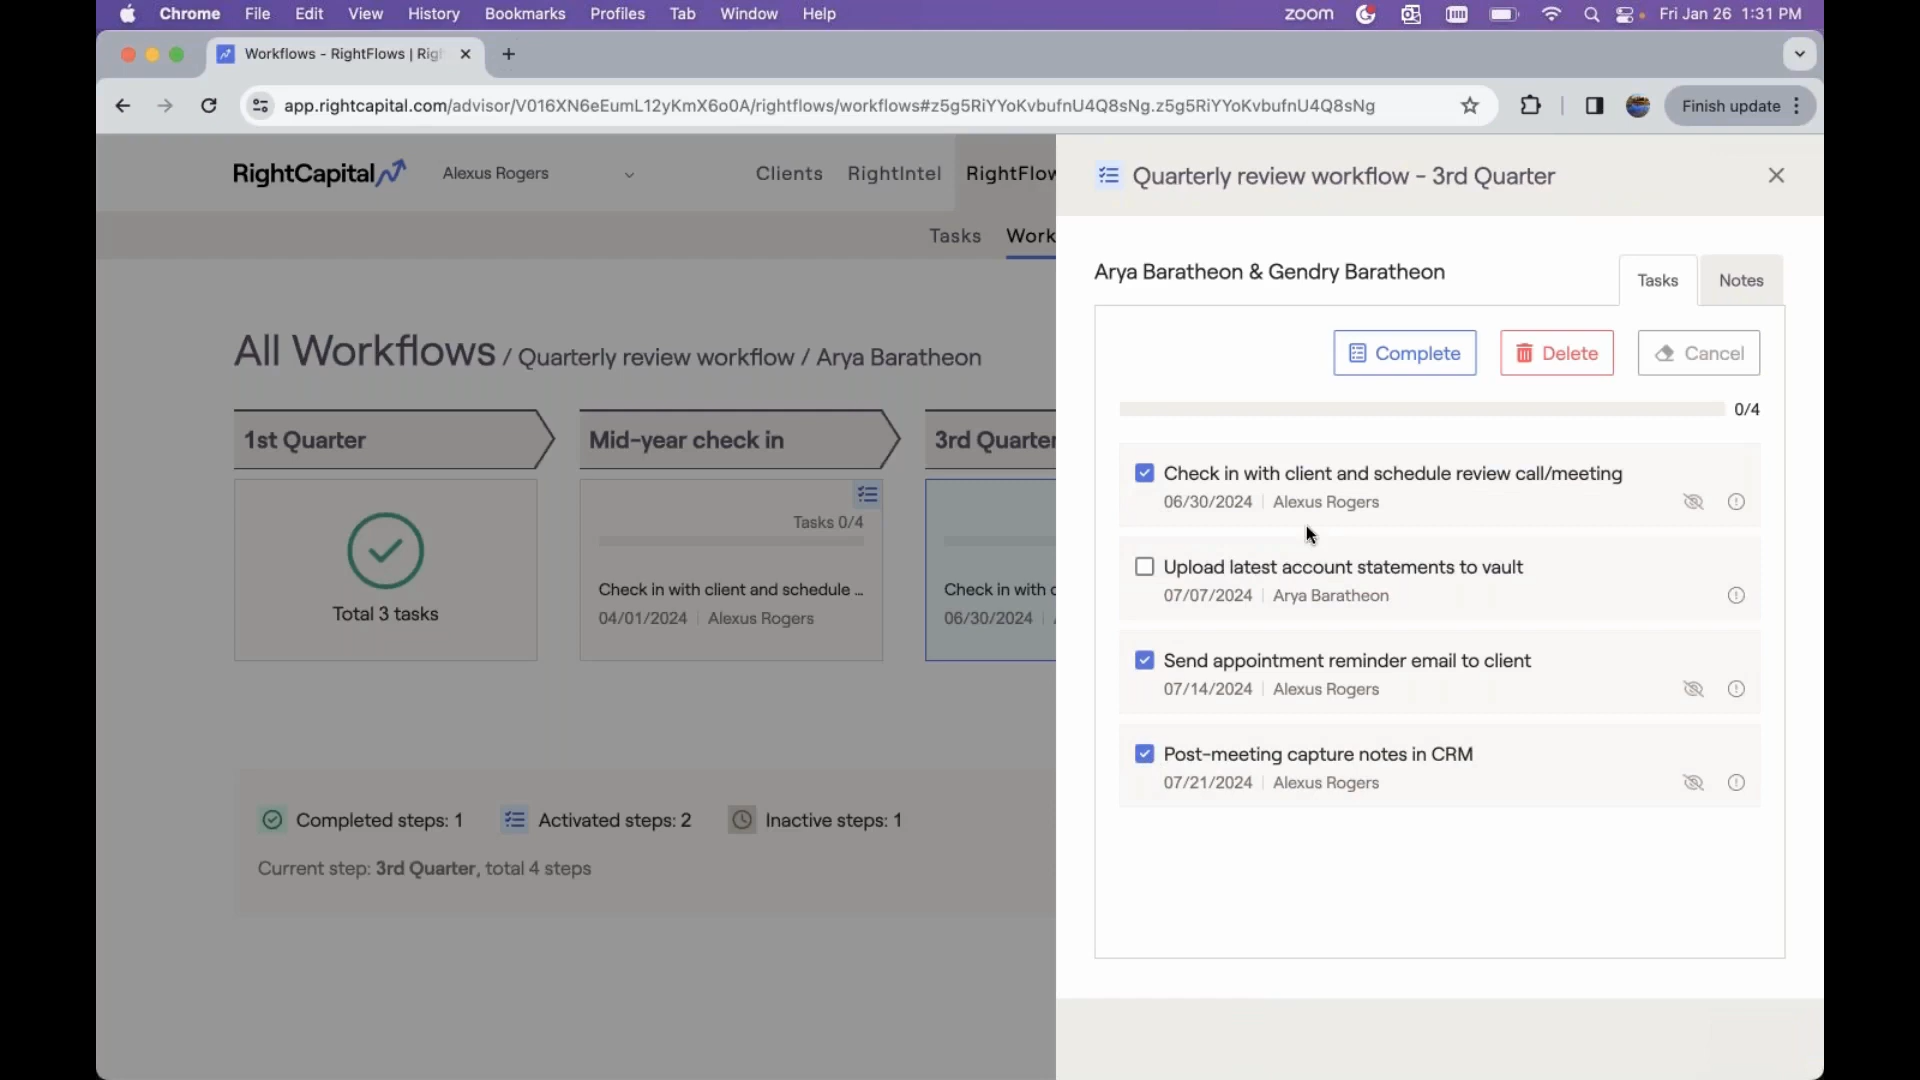 Chrome File Edit View History Bookmarks Profiles Tab Window Help zoom Fri Jan 26 1:31 PM
Workflows - RightFlows | Rig
app.rightcapital.com/advisor/V016XN6eEumL12yKmX6o0A/rightflows/workflows#z5g5RiYYoKvbufnU4Q8sNg.z5g5RiYYoKvbufnU4Q8sNg Finish update
RightCapital Alexus Rogers Clients RightIntel RightFlow
Tasks Work
All Workflows / Quarterly review workflow / Arya Baratheon
1st Quarter Mid-year check in 3rd Quarter
Total 3 tasks
Tasks 0/4
Check in with client and schedule ...
04/01/2024 Alexus Rogers
Check in with c
06/30/2024
Completed steps: 1 Activated steps: 2 Inactive steps: 1
Current step: 3rd Quarter, total 4 steps
Quarterly review workflow - 3rd Quarter
Arya Baratheon & Gendry Baratheon
Tasks Notes
Complete Delete Cancel
0/4
Check in with client and schedule review call/meeting
06/30/2024 Alexus Rogers
Upload latest account statements to vault
07/07/2024 Arya Baratheon
Send appointment reminder email to client
07/14/2024 Alexus Rogers
Post-meeting capture notes in CRM
07/21/2024 Alexus Rogers